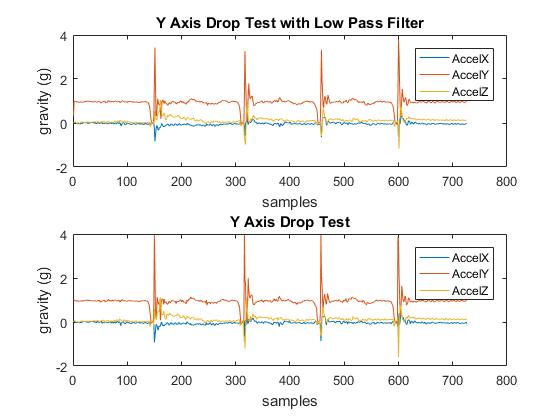 Y Axis Drop Test with Low Pass Filter
4
2
0
-2
gravity (g)
AccelX
AccelY
AccelZ
0 100 200 300 400 500 600 700 800
samples
Y Axis Drop Test
4
2
0
-2
gravity (g)
AccelX
AccelY
AccelZ
0 100 200 300 400 500 600 700 800
samples